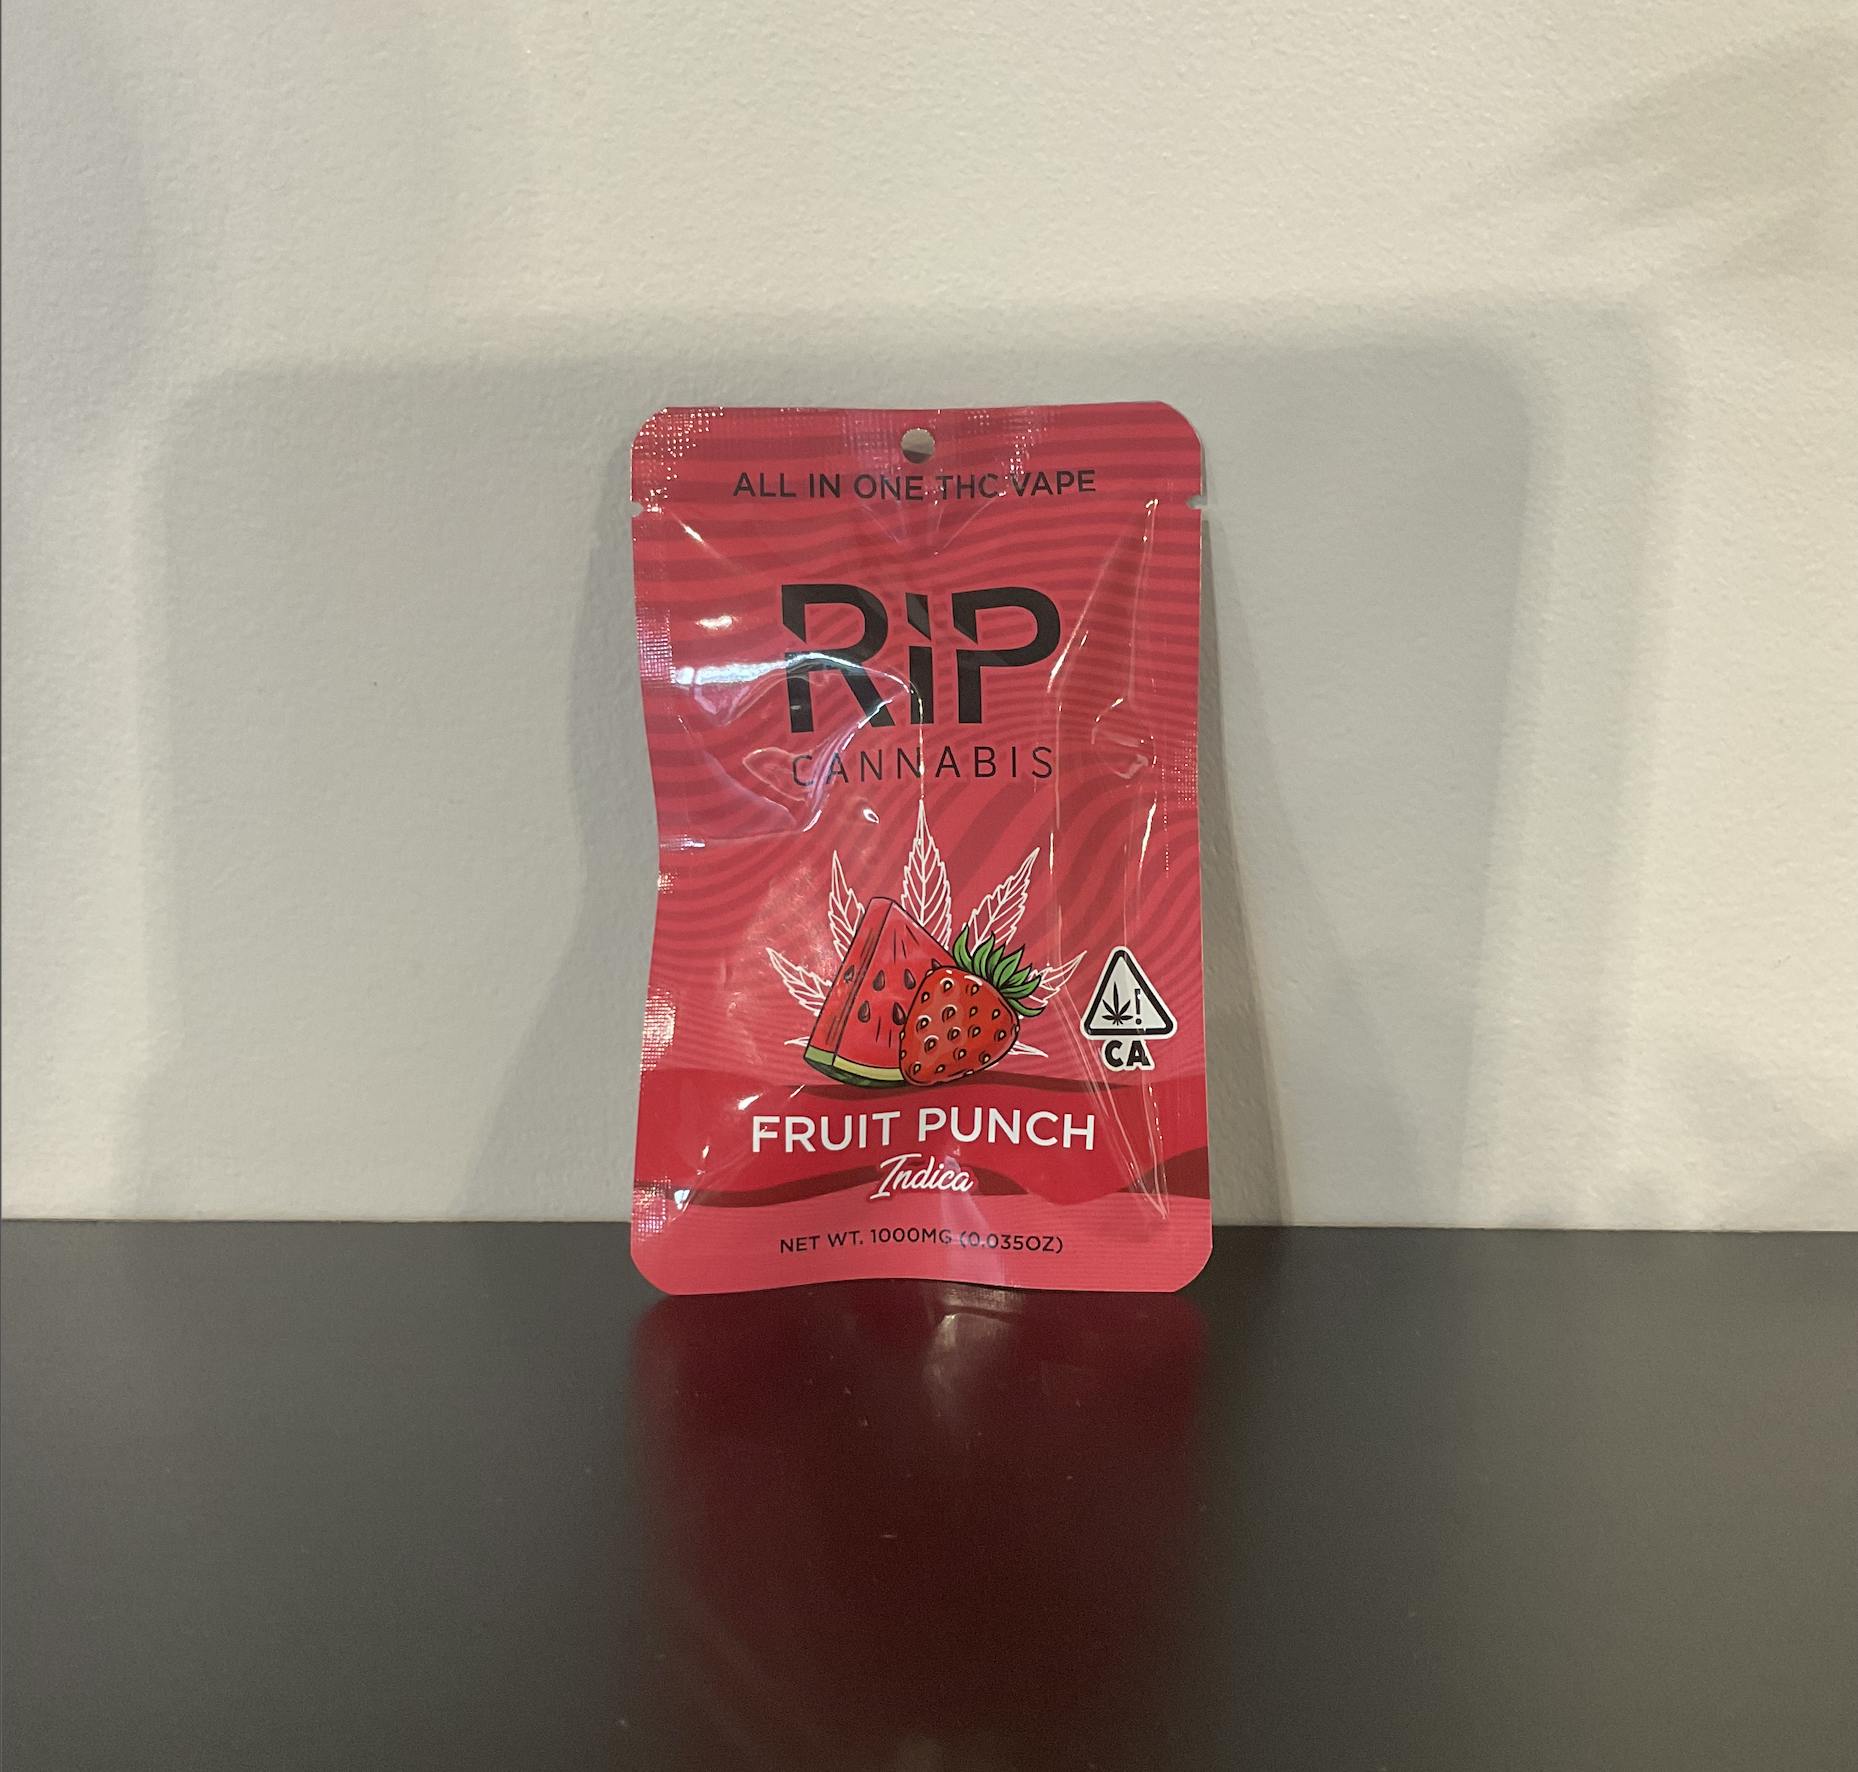 ALL IN ONE THC VAPE
RiP
CANNABIS
!
CA
FRUIT PUNCH
Indica
NET WT. 1000MG (0.035OZ)